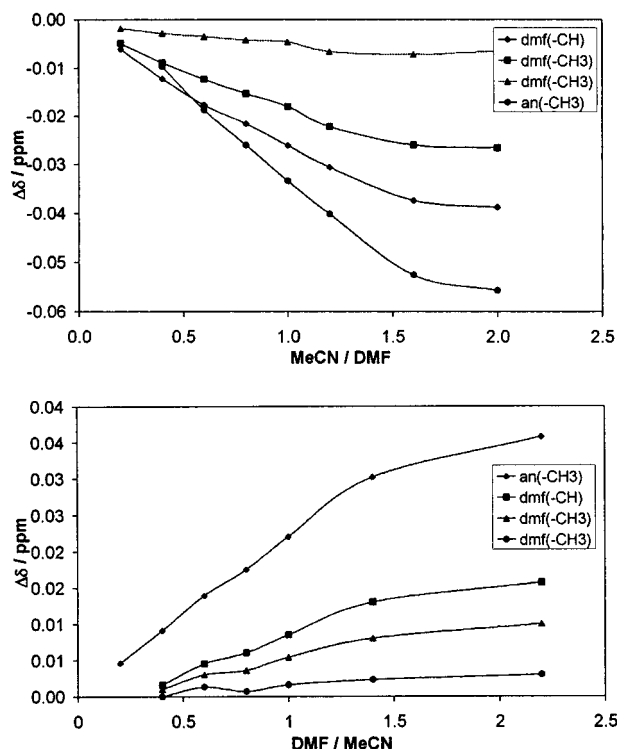 0.00
-0.01
-0.02
-0.03
-0.04
-0.05
-0.06
Δδ / ppm
dmf(-CH)
dmf(-CH3)
dmf(-CH3)
an(-CH3)
0.0 0.5 1.0 1.5 2.0 2.5
MeCN / DMF
0.04
0.04
0.03
0.03
0.02
0.02
0.01
0.01
0.00
Δδ / ppm
an(-CH3)
dmf(-CH)
dmf(-CH3)
dmf(-CH3)
0 0.5 1 1.5 2 2.5
DMF / MeCN